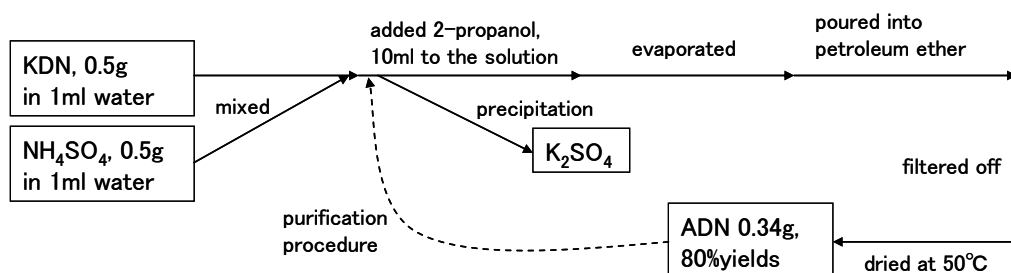 KDN, 0.5g
in 1ml water
NH₄SO₄, 0.5g
in 1ml water
mixed
added 2-propanol,
10ml to the solution
precipitation
K₂SO₄
evaporated
poured into
petroleum ether
filtered off
dried at 50℃
ADN 0.34g,
80%yields
purification
procedure